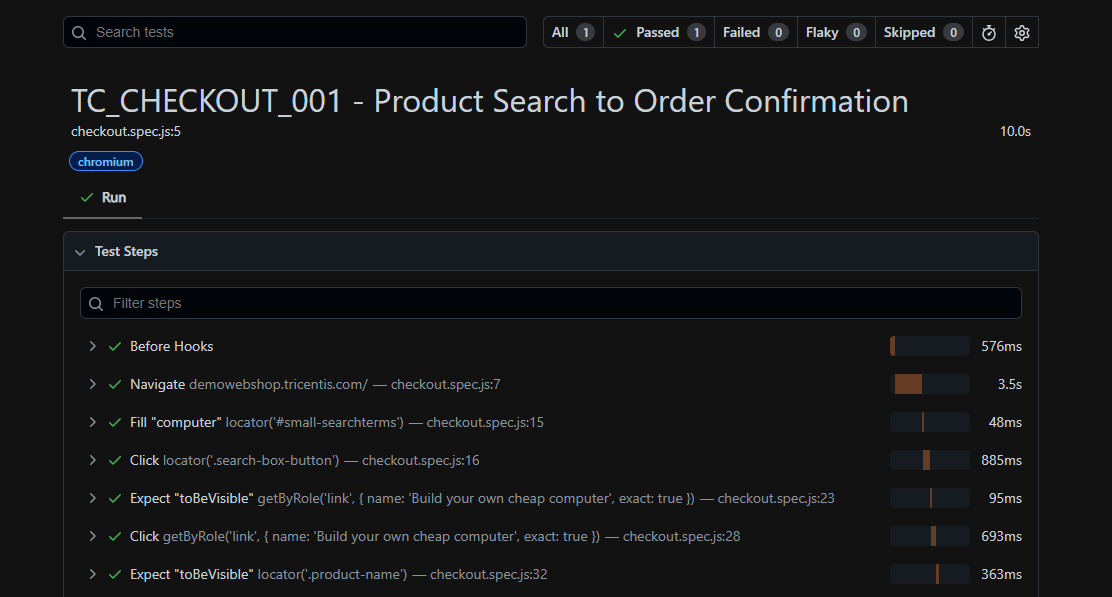 Search tests
All 1 Passed 1 Failed 0 Flaky 0 Skipped 0
TC_CHECKOUT_001 - Product Search to Order Confirmation
checkout.spec.js:5 10.0s
chromium
Run
Test Steps
Filter steps
Before Hooks 576ms
Navigate demowebshop.tricentis.com/ — checkout.spec.js:7 3.5s
Fill "computer" locator('#small-searchterms') — checkout.spec.js:15 48ms
Click locator('.search-box-button') — checkout.spec.js:16 885ms
Expect "toBeVisible" getByRole('link', { name: 'Build your own cheap computer', exact: true }) — checkout.spec.js:23 95ms
Click getByRole('link', { name: 'Build your own cheap computer', exact: true }) — checkout.spec.js:28 693ms
Expect "toBeVisible" locator('.product-name') — checkout.spec.js:32 363ms